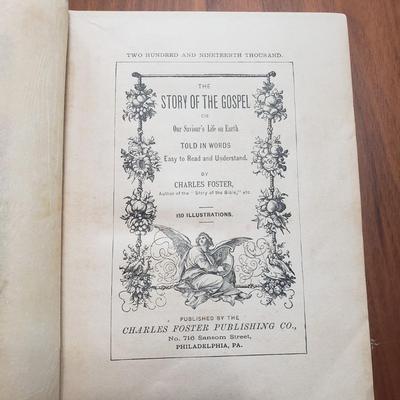 TWO HUNDRED AND NINETEENTH THOUSAND.
THE
STORY OF THE GOSPEL
OR
Our Saviour's Life on Earth
TOLD IN WORDS
Easy to Read and Understand.
BY
CHARLES FOSTER,
Author of the "Story of the Bible," etc.
150 ILLUSTRATIONS.
PUBLISHED BY THE
CHARLES FOSTER PUBLISHING CO.,
No. 716 Sansom Street,
PHILADELPHIA, PA.